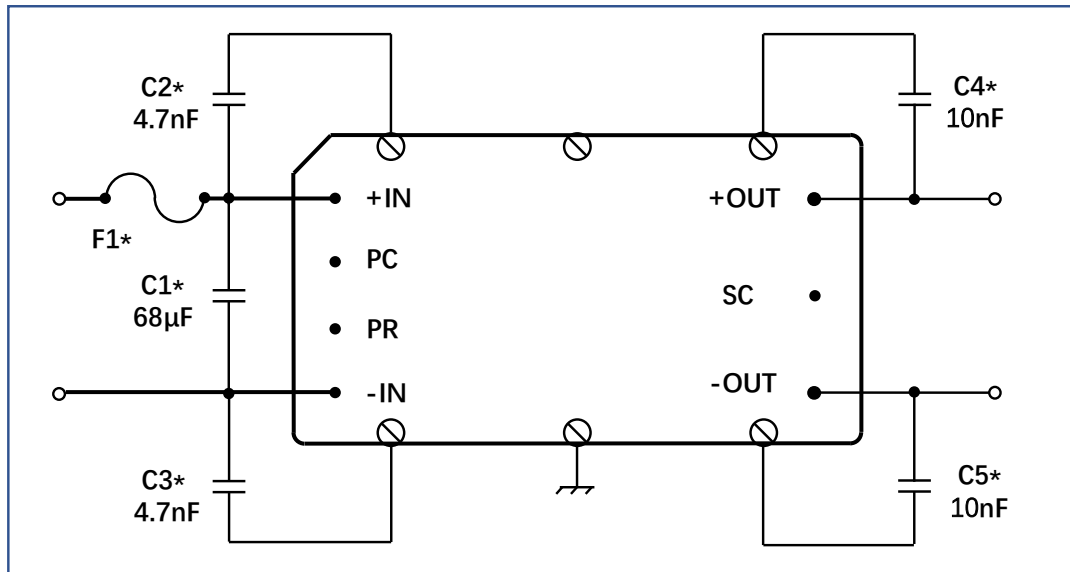 C2*
4.7nF
C4*
10nF
+IN
+OUT
F1*
PC
C1*
68μF
SC
PR
-IN
-OUT
C3*
4.7nF
C5*
10nF